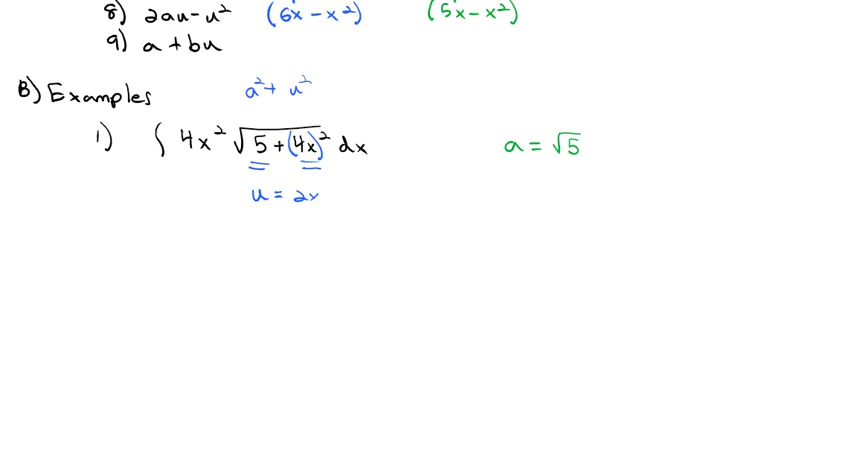 8) 2au - u² (6x - x²) (5x - x²)
9) a + bu
B) Examples a² + u²
1) ∫ 4x² √(5 + (4x)²) dx a = √5
u = 2x